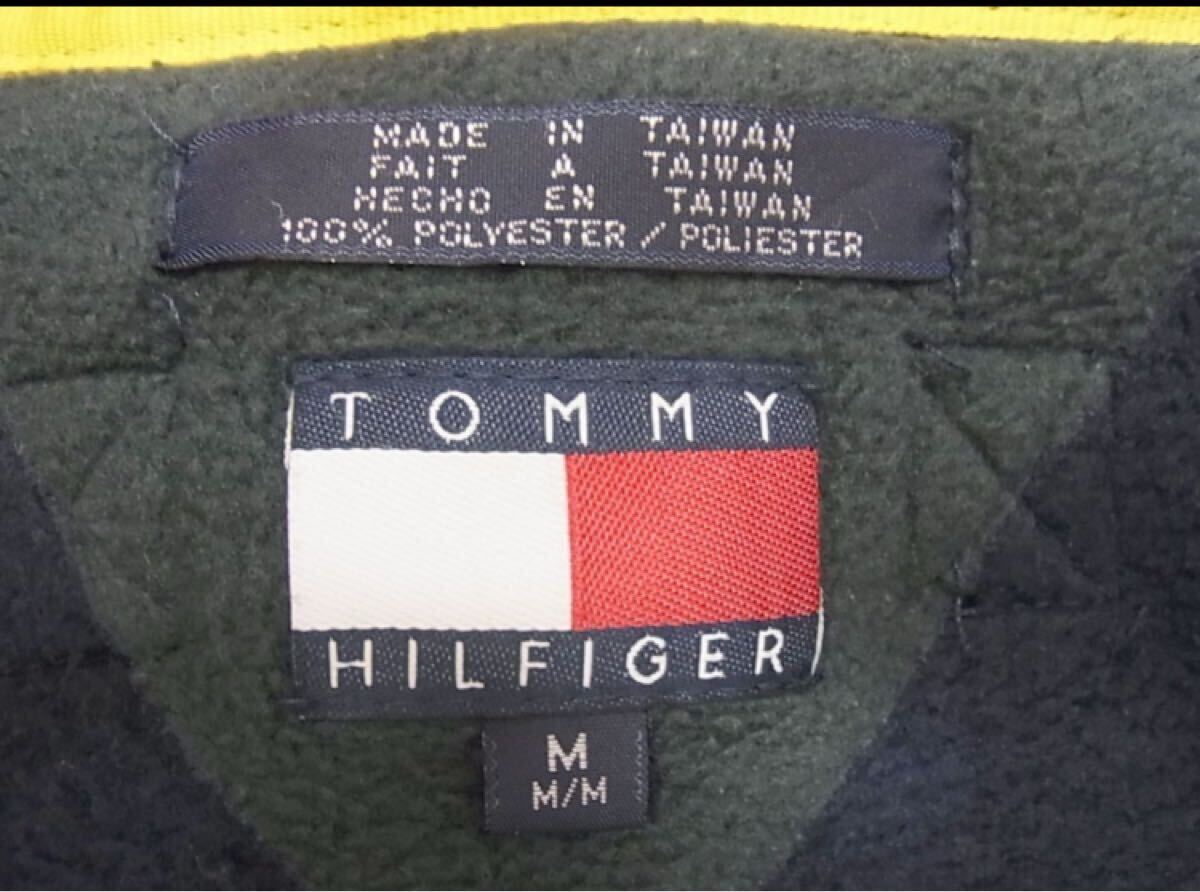 MADE IN TAIWAN
FAIT A TAIWAN
HECHO EN TAIWAN
100% POLYESTER / POLIESTER
TOMMY
HILFIGER
M
M/M